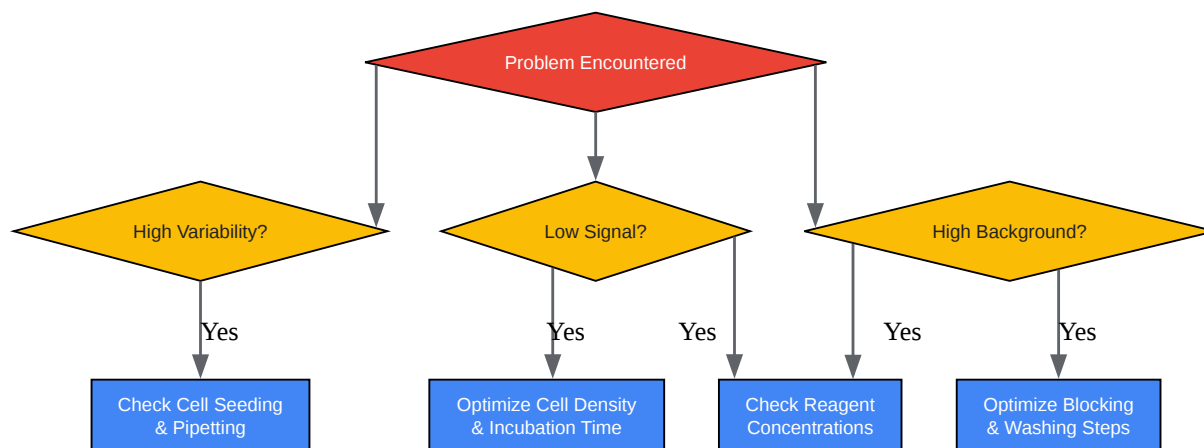 Problem Encountered
High Variability?
Low Signal?
High Background?
Yes
Yes
Yes
Yes
Yes
Check Cell Seeding
& Pipetting
Optimize Cell Density
& Incubation Time
Check Reagent
Concentrations
Optimize Blocking
& Washing Steps